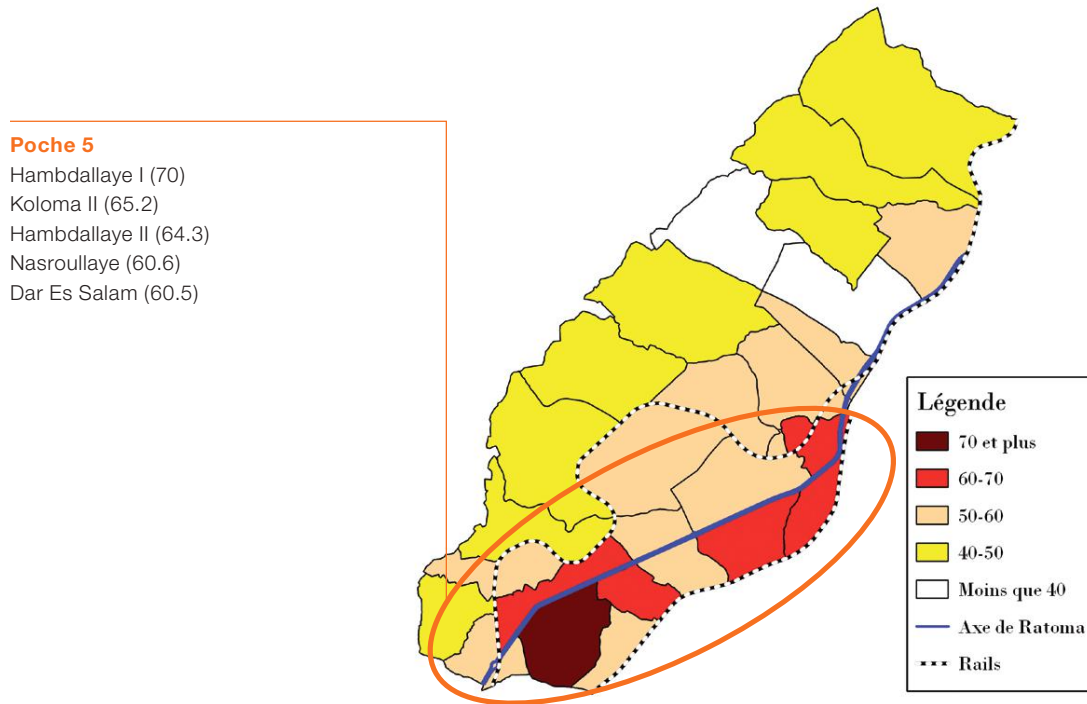 Poche 5
Hambdallaye I (70)
Koloma II (65.2)
Hambdallaye II (64.3)
Nasroullaye (60.6)
Dar Es Salam (60.5)
Légende
70 et plus
60-70
50-60
40-50
Moins que 40
Axe de Ratoma
Rails